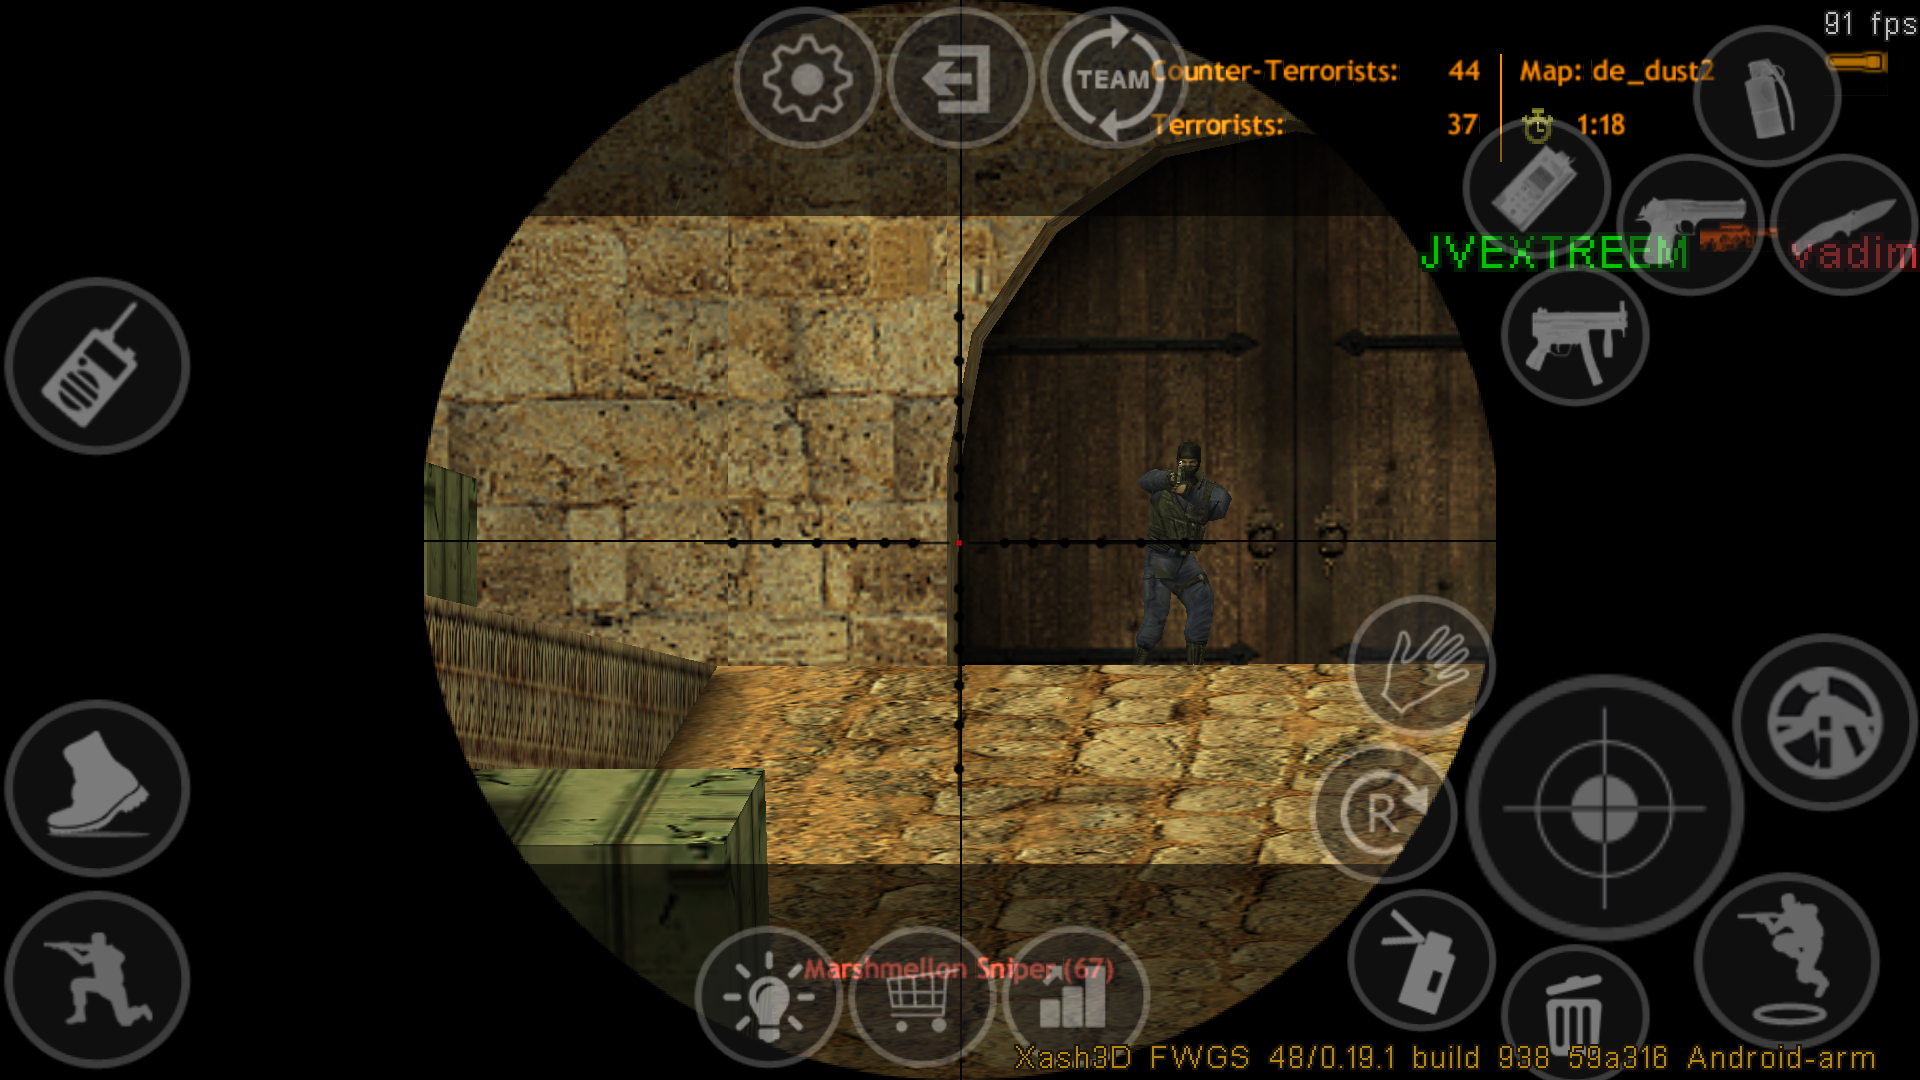 91 fps
TEAM
Counter-Terrorists: 44
Map: de_dust2
Terrorists: 37
1:18
JVEXTREEM vadim
R
Marshmellon Sniper (67)
Xash3D FWGS 48/0.19.1 build 938 59a316 Android-arm